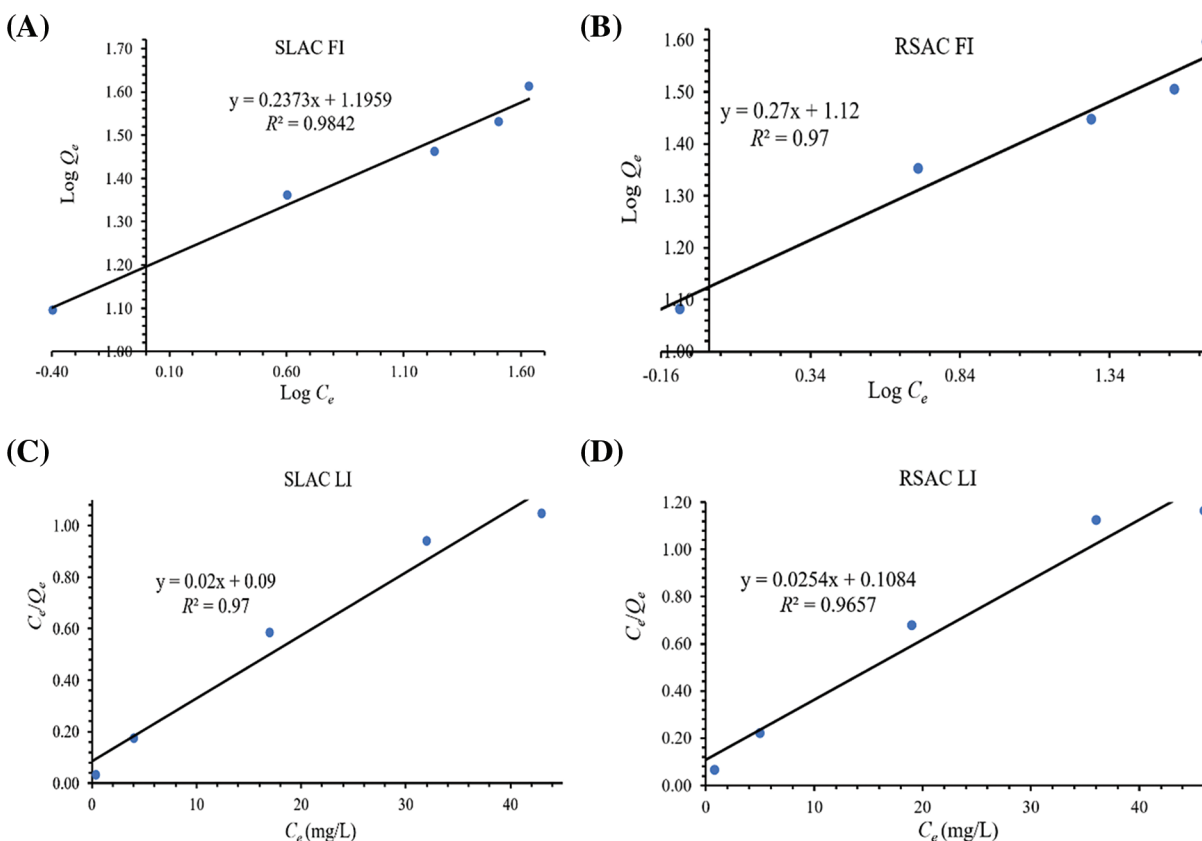 (A)
SLAC FI
y = 0.2373x + 1.1959
R² = 0.9842
1.70
1.60
1.50
1.40
1.30
1.20
1.10
1.00
-0.40
0.10
0.60
1.10
1.60
Log Qe
Log Ce
(B)
RSAC FI
y = 0.27x + 1.12
R² = 0.97
1.60
1.50
1.40
1.30
1.20
1.10
1.00
-0.16
0.34
0.84
1.34
Log Qe
Log Ce
(C)
SLAC LI
y = 0.02x + 0.09
R² = 0.97
1.00
0.80
0.60
0.40
0.20
0.00
0
10
20
30
40
Ce/Qe
Ce (mg/L)
(D)
RSAC LI
y = 0.0254x + 0.1084
R² = 0.9657
1.20
1.00
0.80
0.60
0.40
0.20
0.00
0
10
20
30
40
Ce/Qe
Ce (mg/L)